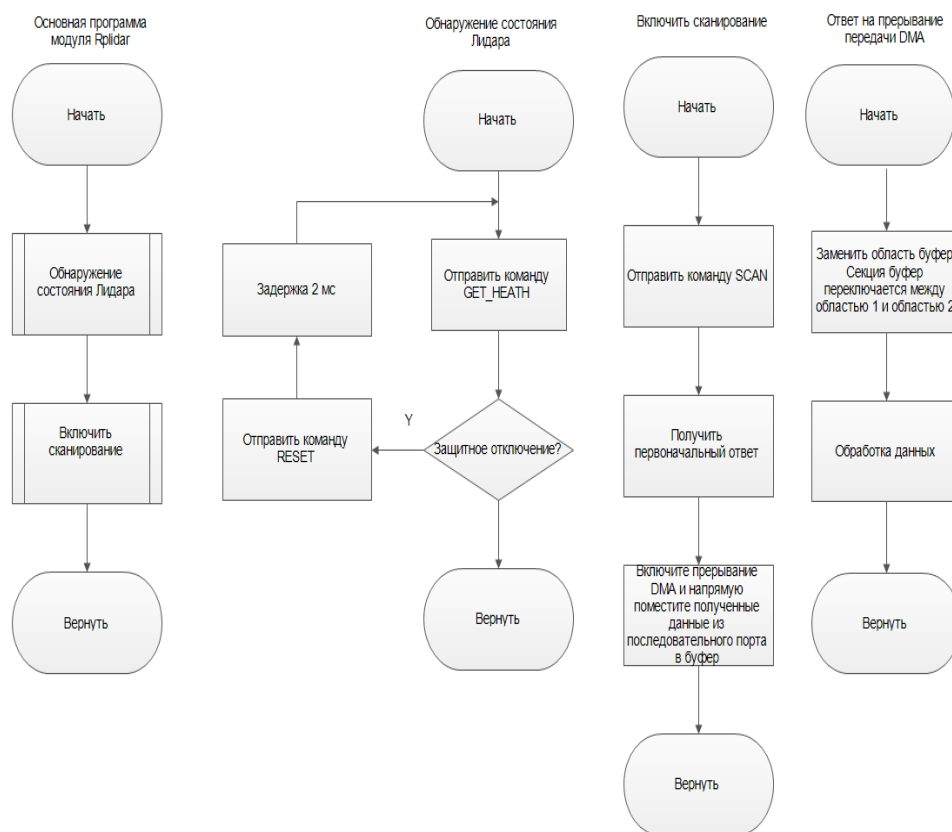 Основная программа
модуля Rplidar
Начать
Обнаружение
состояния Лидара
Включить
сканирование
Вернуть
Обнаружение состояния
Лидара
Начать
Отправить команду
GET_HEATH
Защитное отключение?
Y
Отправить команду
RESET
Задержка 2 мс
Вернуть
Включить сканирование
Начать
Отправить команду SCAN
Получить
первоначальный ответ
Включите прерывание
DMA и напрямую
поместите полученные
данные из
последовательного порта
в буфер
Вернуть
Ответ на прерывание
передачи DMA
Начать
Заменить область буфер
Секция буфер
переключается между
областью 1 и областью 2
Обработка данных
Вернуть